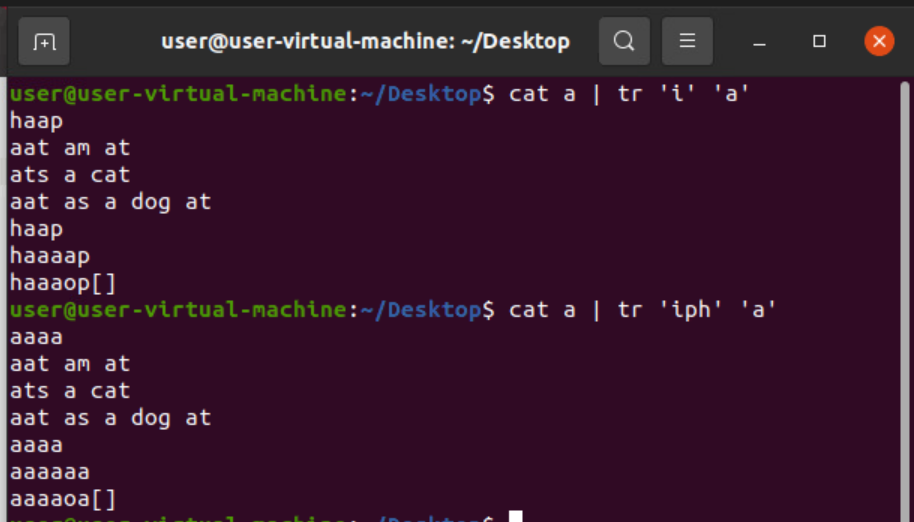 user@user-virtual-machine: ~/Desktop
user@user-virtual-machine:~/Desktop$ cat a | tr 'i' 'a'
haap
aat am at
ats a cat
aat as a dog at
haap
haaaap
haaaop[]
user@user-virtual-machine:~/Desktop$ cat a | tr 'iph' 'a'
aaaa
aat am at
ats a cat
aat as a dog at
aaaa
aaaaaa
aaaaoa[]
user@user-virtual-machine:~/Desktop$